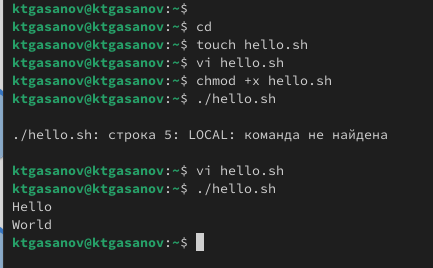 ktgasanov@ktgasanov:~$
ktgasanov@ktgasanov:~$ cd
ktgasanov@ktgasanov:~$ touch hello.sh
ktgasanov@ktgasanov:~$ vi hello.sh
ktgasanov@ktgasanov:~$ chmod +x hello.sh
ktgasanov@ktgasanov:~$ ./hello.sh
./hello.sh: строка 5: LOCAL: команда не найдена
ktgasanov@ktgasanov:~$ vi hello.sh
ktgasanov@ktgasanov:~$ ./hello.sh
Hello
World
ktgasanov@ktgasanov:~$